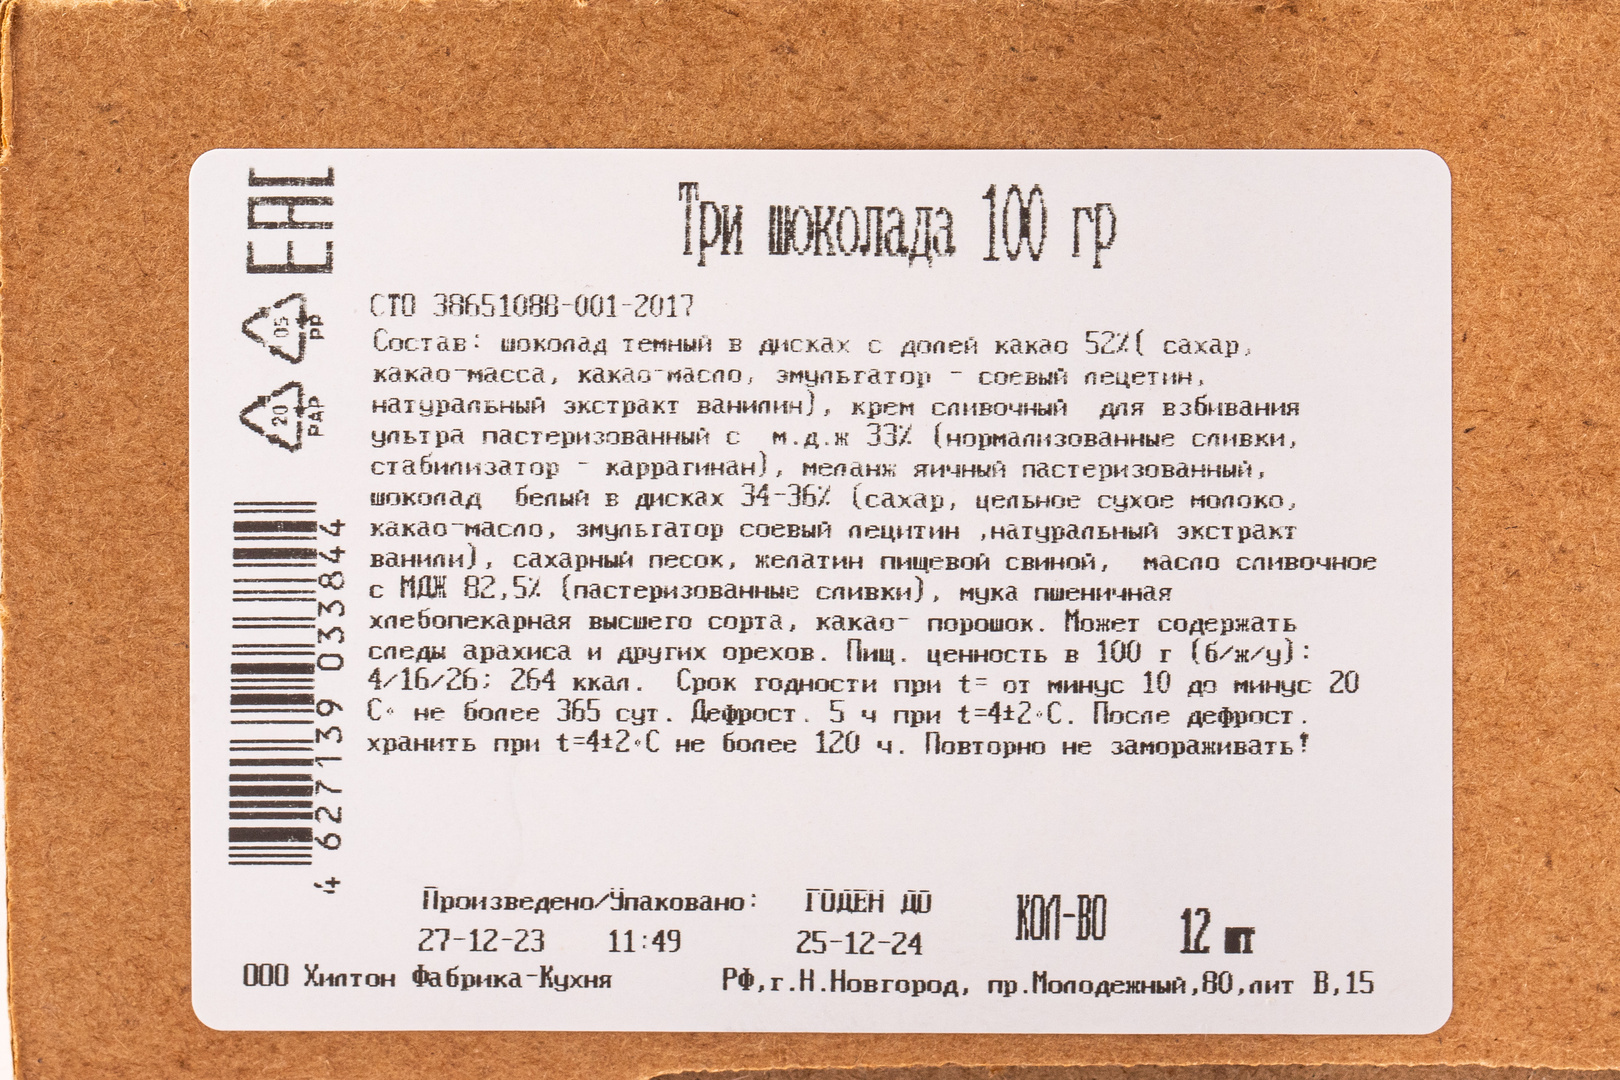 EAC
Три шоколада 100 гр
05
PP
20
PAP
СТО 38651088-001-2017
Состав: шоколад темный в дисках с долей какао 52%( сахар,
какао-масса, какао-масло, эмульгатор - соевый лецетин,
натуральный экстракт ванилин), крем сливочный для взбивания
ультра пастеризованный с м.д.ж 33% (нормализованные сливки,
стабилизатор - каррагинан), меланж яичный пастеризованный,
шоколад белый в дисках 34-36% (сахар, цельное сухое молоко,
какао-масло, эмульгатор соевый лецитин ,натуральный экстракт
ванили), сахарный песок, желатин пищевой свиной, масло сливочное
с МДЖ 82,5% (пастеризованные сливки), мука пшеничная
хлебопекарная высшего сорта, какао- порошок. Может содержать
следы арахиса и других орехов. Пищ. ценность в 100 г (б/ж/у):
4/16/26; 264 ккал. Срок годности при t= от минус 10 до минус 20
С° не более 365 сут. Дефрост. 5 ч при t=4±2°С. После дефрост.
хранить при t=4±2°С не более 120 ч. Повторно не замораживать!
4 627139 033844
Произведено/Упаковано: ГОДЕН ДО КОЛ-ВО 12 шт
27-12-23 11:49 25-12-24
ООО Хилтон Фабрика-Кухня РФ,г.Н.Новгород, пр.Молодежный,80,лит В,15